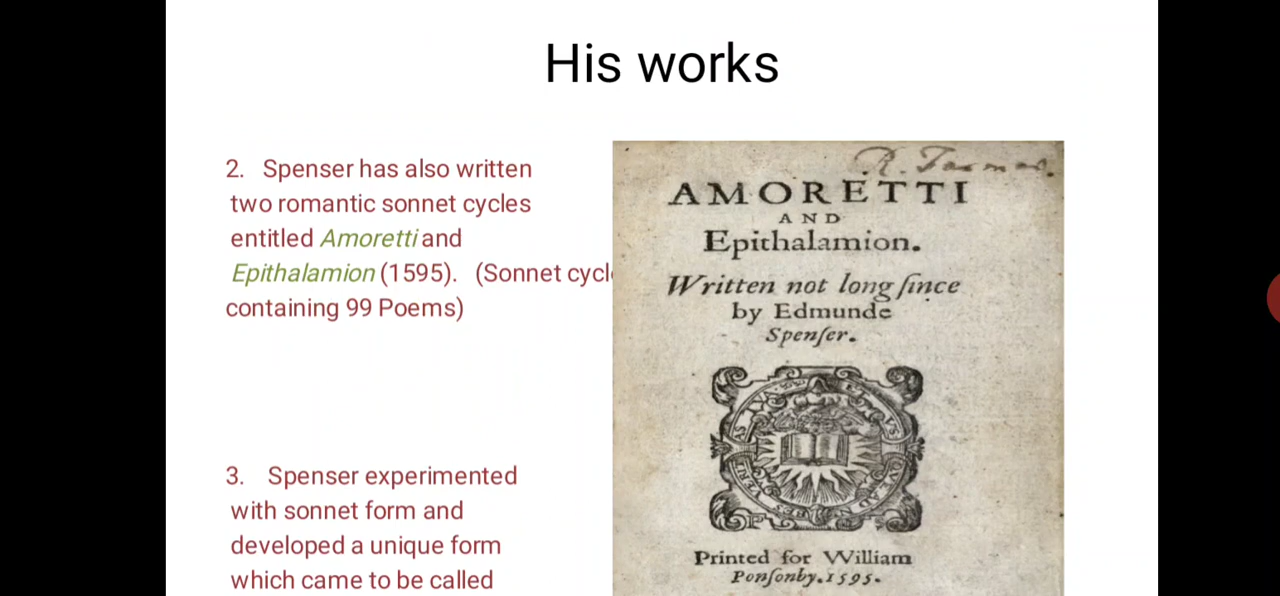 His works
2. Spenser has also written
two romantic sonnet cycles
entitled Amoretti and
Epithalamion (1595). (Sonnet cycl
containing 99 Poems)
3. Spenser experimented
with sonnet form and
developed a unique form
which came to be called
AMORETTI
AND
Epithalamion.
Written not long ſince
by Edmunde
Spenſer.
Printed for William
Ponſonby. 1595.